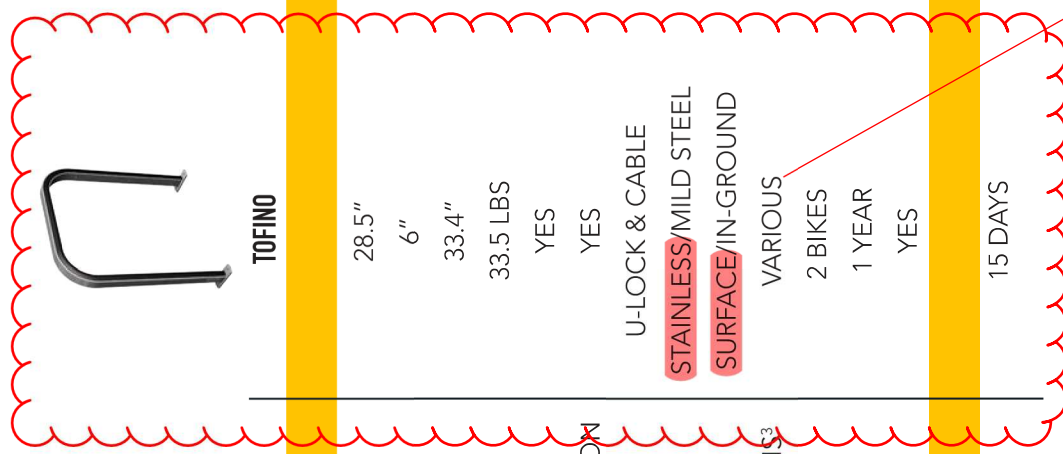 TOFINO
28.5"
6"
33.4"
33.5 LBS
YES
YES
U-LOCK & CABLE
STAINLESS/MILD STEEL
SURFACE/IN-GROUND
VARIOUS
2 BIKES
1 YEAR
YES
15 DAYS